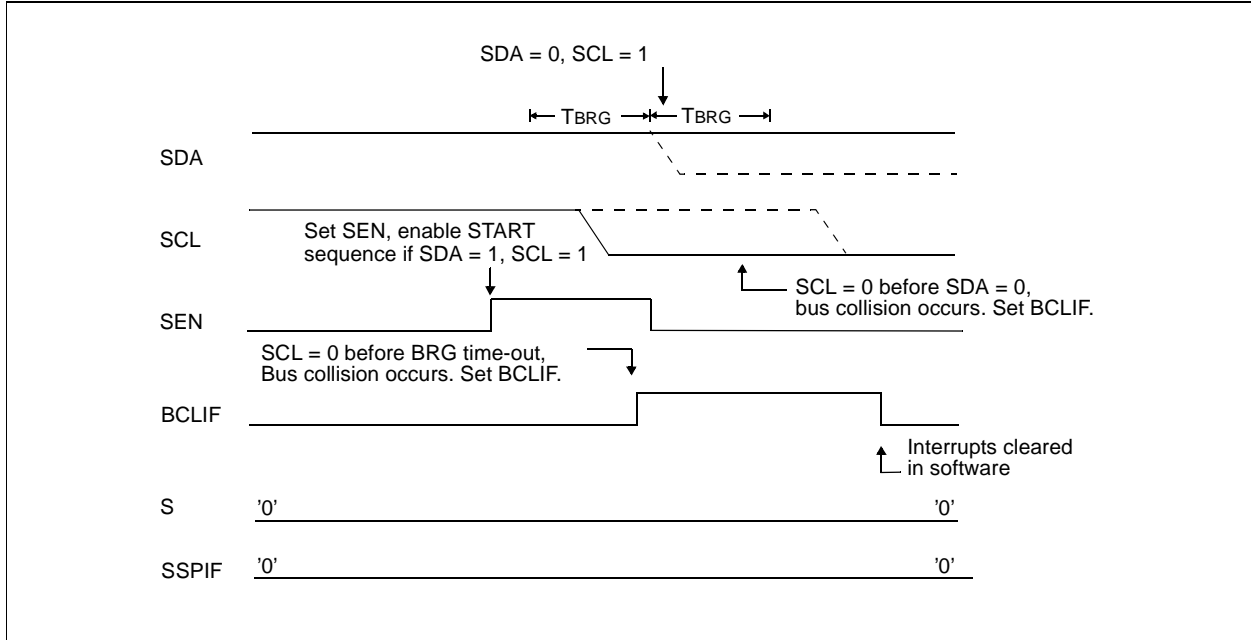 SDA = 0, SCL = 1
TBRG TBRG
SDA
SCL
Set SEN, enable START
sequence if SDA = 1, SCL = 1
SCL = 0 before SDA = 0,
bus collision occurs. Set BCLIF.
SEN
SCL = 0 before BRG time-out,
Bus collision occurs. Set BCLIF.
BCLIF
Interrupts cleared
in software
S
'0' '0'
SSPIF
'0' '0'